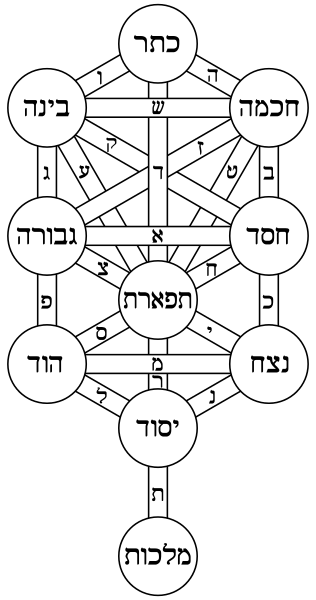 כתר
ה ו
ש
חכמה בינה
ז ק
ב ט ד ע ג
א
חסד גבורה
ח צ
תפארת
כ פ
י ס
מ
נצח הוד
ר
נ ל
יסוד
ת
מלכות